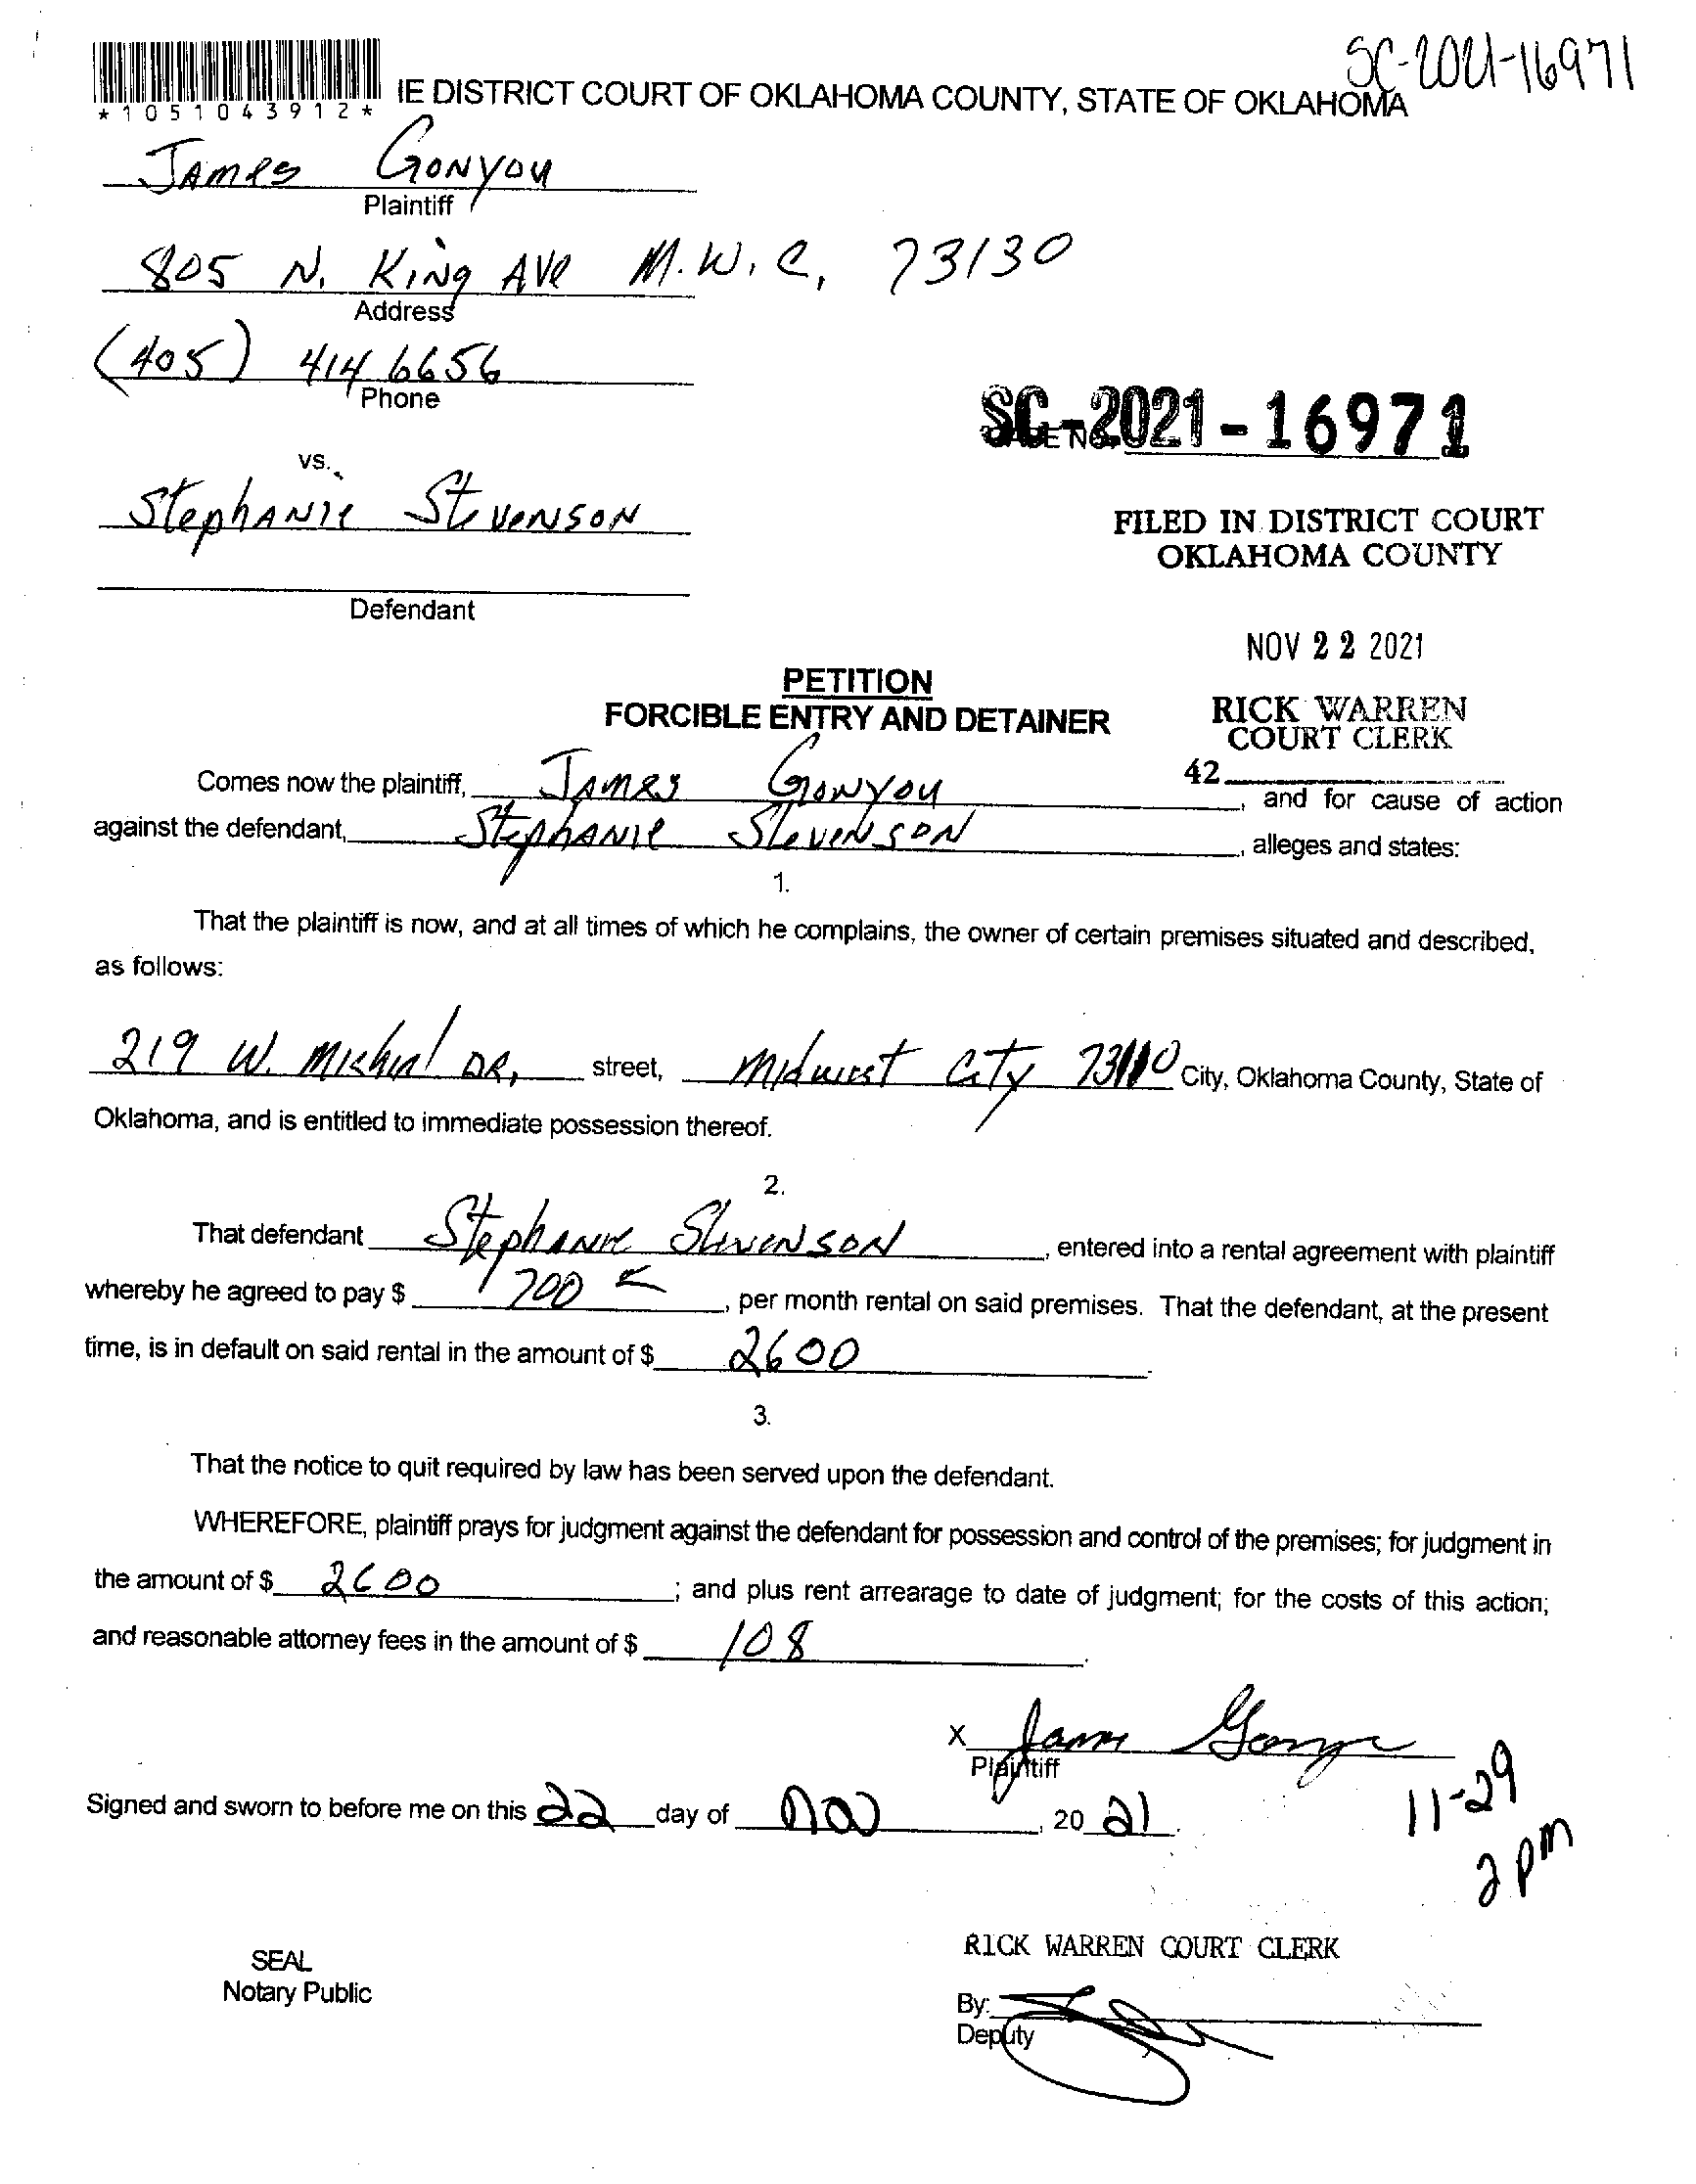 SC-2021-16971
*1051043912*
IE DISTRICT COURT OF OKLAHOMA COUNTY, STATE OF OKLAHOMA
James Gonyou
Plaintiff
805 N. King Ave M.W.C, 73130
Address
(405) 414 6656
Phone
SC-2021-16971
vs.
Stephanie Stevenson
FILED IN DISTRICT COURT
OKLAHOMA COUNTY
Defendant
NOV 22 2021
PETITION
FORCIBLE ENTRY AND DETAINER
RICK WARREN
COURT CLERK
42
Comes now the plaintiff, James Gonyou, and for cause of action
against the defendant, Stephanie Stevenson, alleges and states:
1.
That the plaintiff is now, and at all times of which he complains, the owner of certain premises situated and described,
as follows:
219 W. Michael DR, street, Midwest City 73110 City, Oklahoma County, State of
Oklahoma, and is entitled to immediate possession thereof.
2.
That defendant Stephanie Stevenson, entered into a rental agreement with plaintiff
whereby he agreed to pay $ 700, per month rental on said premises. That the defendant, at the present
time, is in default on said rental in the amount of $ 2600.
3.
That the notice to quit required by law has been served upon the defendant.
WHEREFORE, plaintiff prays for judgment against the defendant for possession and control of the premises; for judgment in
the amount of $ 2600; and plus rent arrearage to date of judgment; for the costs of this action;
and reasonable attorney fees in the amount of $ 108.
X James Gonyou
Plaintiff
Signed and sworn to before me on this 22 day of Nov, 20 21.
11-29
2 pm
RICK WARREN COURT CLERK
SEAL
Notary Public
By:
Deputy